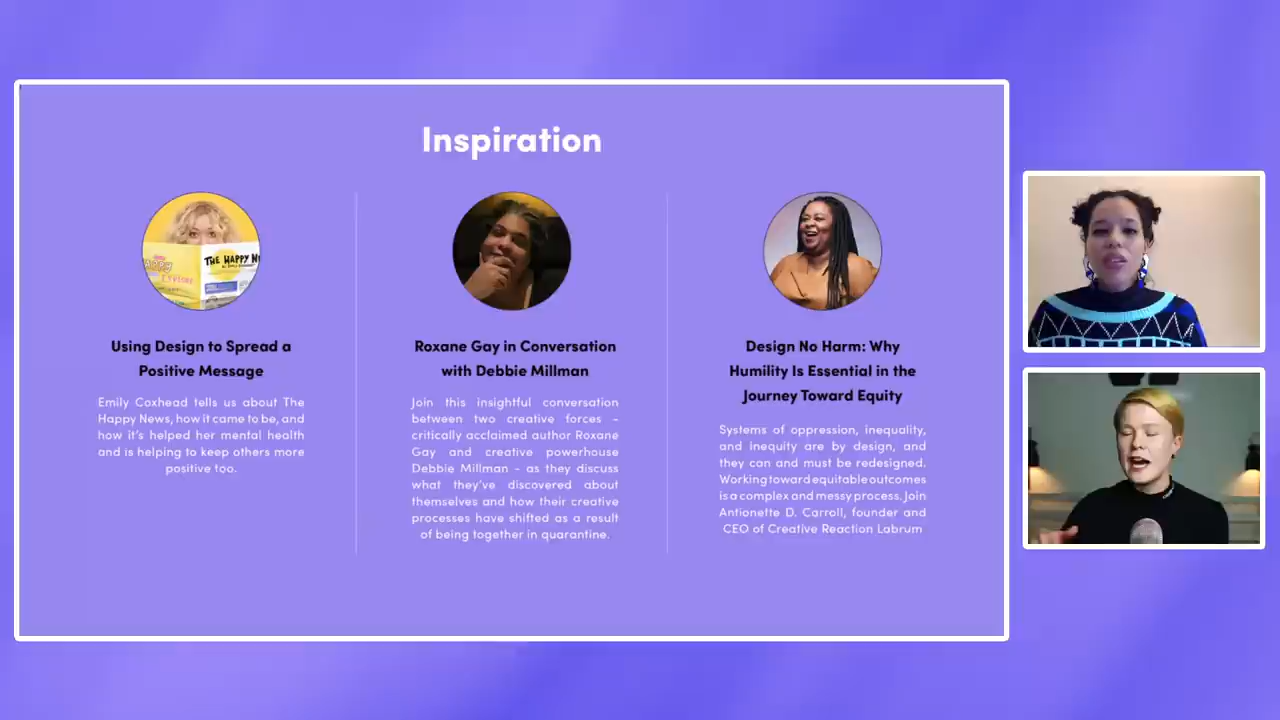 Inspiration
THE HAPPY
Using Design to Spread a
Positive Message
Emily Coxhead tells us about The
Happy News, how it came to be, and
how it's helped her mental health
and is helping to keep others more
positive too.
Roxane Gay in Conversation
with Debbie Millman
Join this insightful conversation
between two creative forces –
critically acclaimed author Roxane
Gay and creative powerhouse
Debbie Millman – as they discuss
what they've discovered about
themselves and how their creative
processes have shifted as a result
of being together in quarantine.
Design No Harm: Why
Humility Is Essential in the
Journey Toward Equity
Systems of oppression, inequality,
and inequity are by design, and
they can and must be redesigned.
Working toward equitable outcomes
is a complex and messy process. Join
Antionette D. Carroll, founder and
CEO of Creative Reaction Labrum